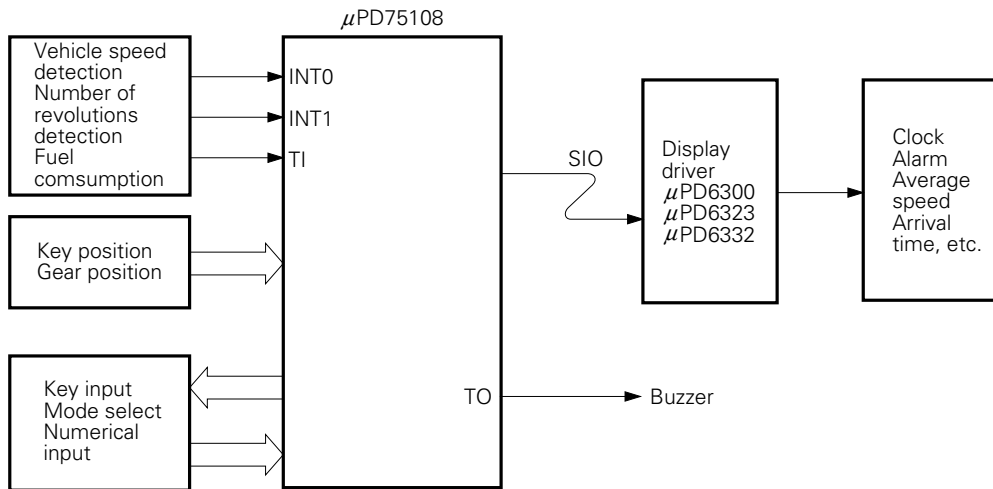 μPD75108
Vehicle speed
detection
Number of
revolutions
detection
Fuel
comsumption
INT0
INT1
TI
Key position
Gear position
Key input
Mode select
Numerical
input
SIO
TO
Buzzer
Display
driver
μPD6300
μPD6323
μPD6332
Clock
Alarm
Average
speed
Arrival
time, etc.